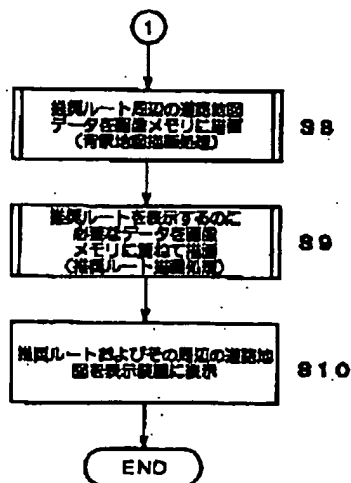 1
推奨ルート周辺の道路地図
データを画像メモリに描画
(背景地図描画処理)
S8
推奨ルートを表示するのに
必要なデータを画像
メモリに重ねて描画
(推奨ルート描画処理)
S9
推奨ルートおよびその周辺の道路地
図を表示装置に表示
S10
END